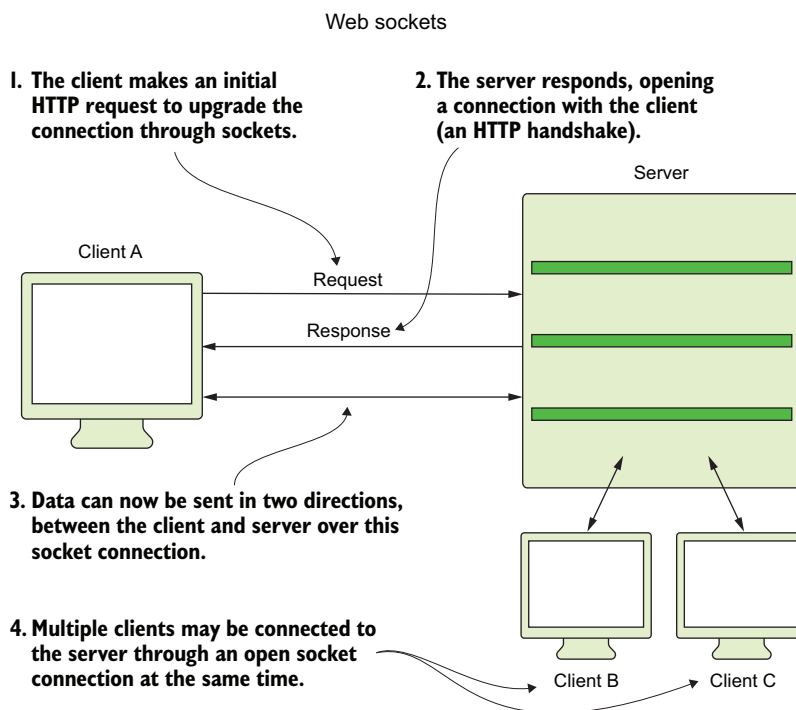 Web sockets
1. The client makes an initial
HTTP request to upgrade the
connection through sockets.
2. The server responds, opening
a connection with the client
(an HTTP handshake).
Server
Client A
Request
Response
3. Data can now be sent in two directions,
between the client and server over this
socket connection.
4. Multiple clients may be connected to
the server through an open socket
connection at the same time.
Client B
Client C